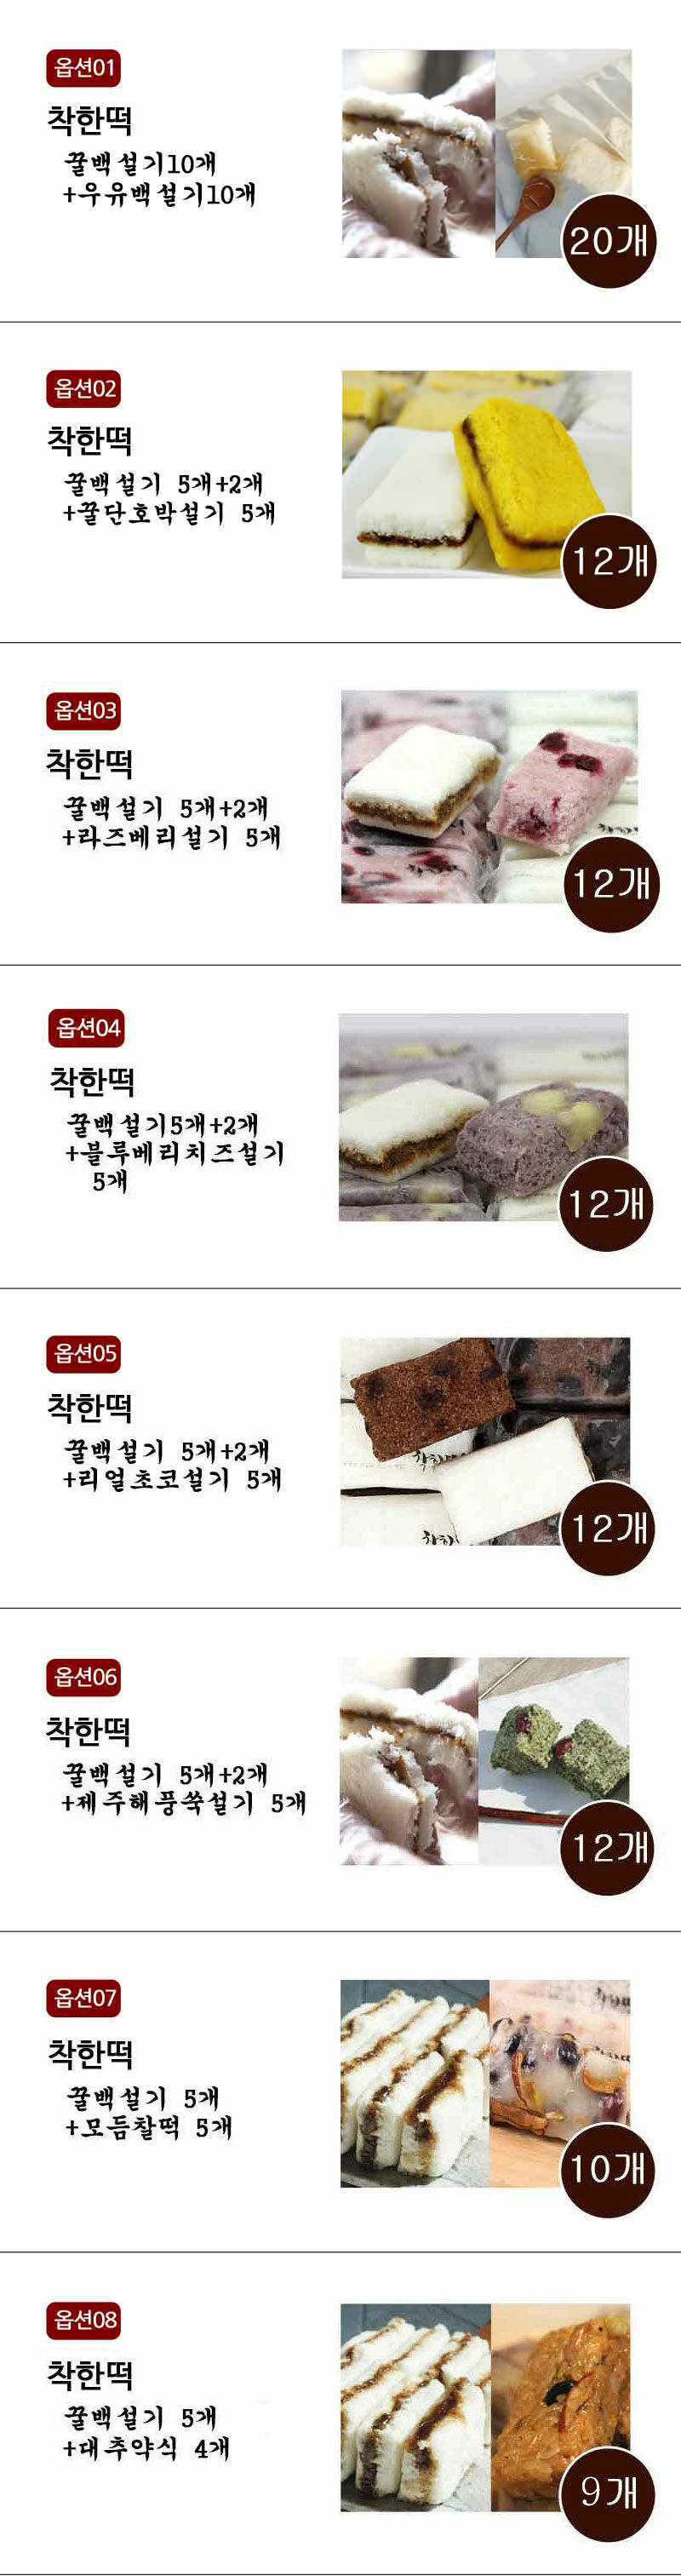 옵션01
착한떡
꿀백설기10개
+우유백설기10개
20개
옵션02
착한떡
꿀백설기 5개+2개
+꿀단호박설기 5개
12개
옵션03
착한떡
꿀백설기 5개+2개
+라즈베리설기 5개
12개
옵션04
착한떡
꿀백설기5개+2개
+블루베리치즈설기
5개
12개
옵션05
착한떡
꿀백설기 5개+2개
+리얼초코설기 5개
12개
옵션06
착한떡
꿀백설기 5개+2개
+제주해풍쑥설기 5개
12개
옵션07
착한떡
꿀백설기 5개
+모듬찰떡 5개
10개
옵션08
착한떡
꿀백설기 5개
+대추약식 4개
9개